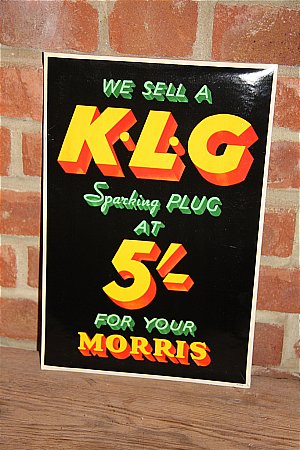 WE SELL A
K·L·G
Sparking PLUG
AT
5/-
FOR YOUR
MORRIS